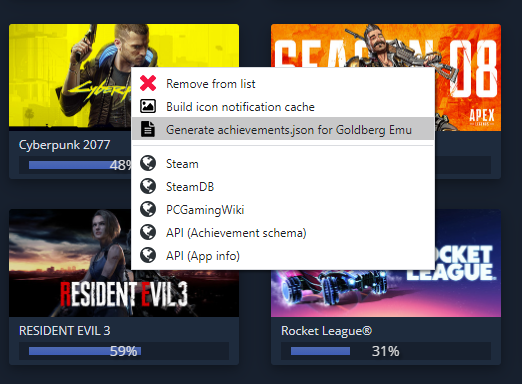 SEASON 08
APEX
Cyberpunk 2077
48%
Remove from list
Build icon notification cache
Generate achievements.json for Goldberg Emu
Steam
SteamDB
PCGamingWiki
API (Achievement schema)
API (App info)
RESIDENT EVIL 3
ROCKET
LEAGUE.
RESIDENT EVIL 3
59%
Rocket League®
31%